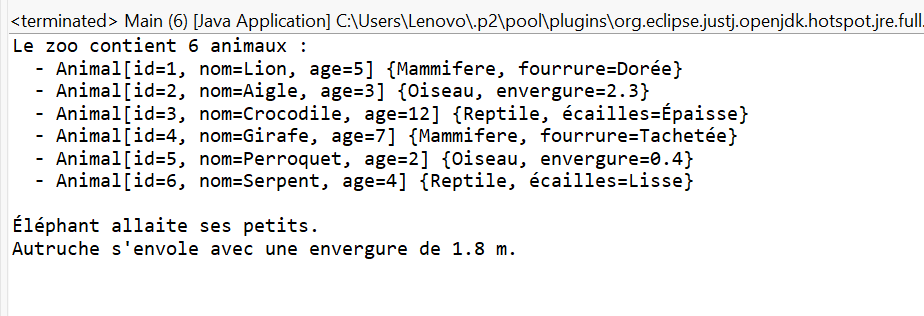 <terminated> Main (6) [Java Application] C:\Users\Lenovo\.p2\pool\plugins\org.eclipse.justj.openjdk.hotspot.jre.full.
Le zoo contient 6 animaux :
  - Animal[id=1, nom=Lion, age=5] {Mammifere, fourrure=Dorée}
  - Animal[id=2, nom=Aigle, age=3] {Oiseau, envergure=2.3}
  - Animal[id=3, nom=Crocodile, age=12] {Reptile, écailles=Épaisse}
  - Animal[id=4, nom=Girafe, age=7] {Mammifere, fourrure=Tachetée}
  - Animal[id=5, nom=Perroquet, age=2] {Oiseau, envergure=0.4}
  - Animal[id=6, nom=Serpent, age=4] {Reptile, écailles=Lisse}
Éléphant allaite ses petits.
Autruche s'envole avec une envergure de 1.8 m.